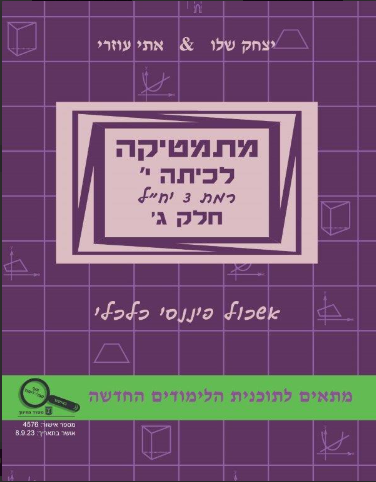 יצחק שלו & אתי עוזרי
מתמטיקה
לכיתה י'
רמת 3 יח"ל
חלק ג'
אשכול פיננסי כלכלי
מתאים לתוכנית הלימודים החדשה
מספר אישור: 4576
אושר בתאריך: 8.9.23